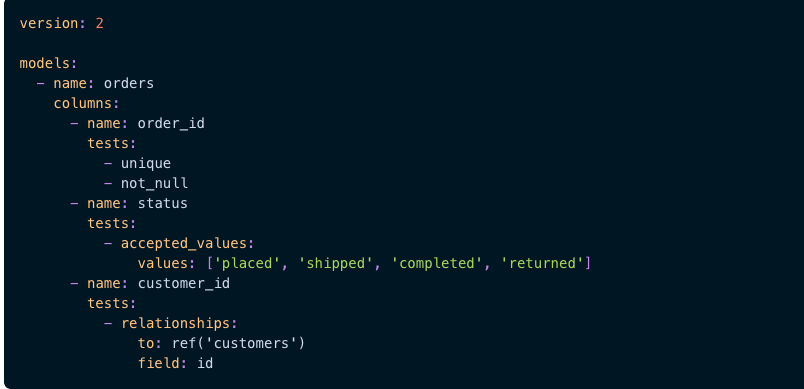 version: 2
models:
- name: orders
columns:
- name: order_id
tests:
- unique
- not_null
- name: status
tests:
- accepted_values:
values: ['placed', 'shipped', 'completed', 'returned']
- name: customer_id
tests:
- relationships:
to: ref('customers')
field: id